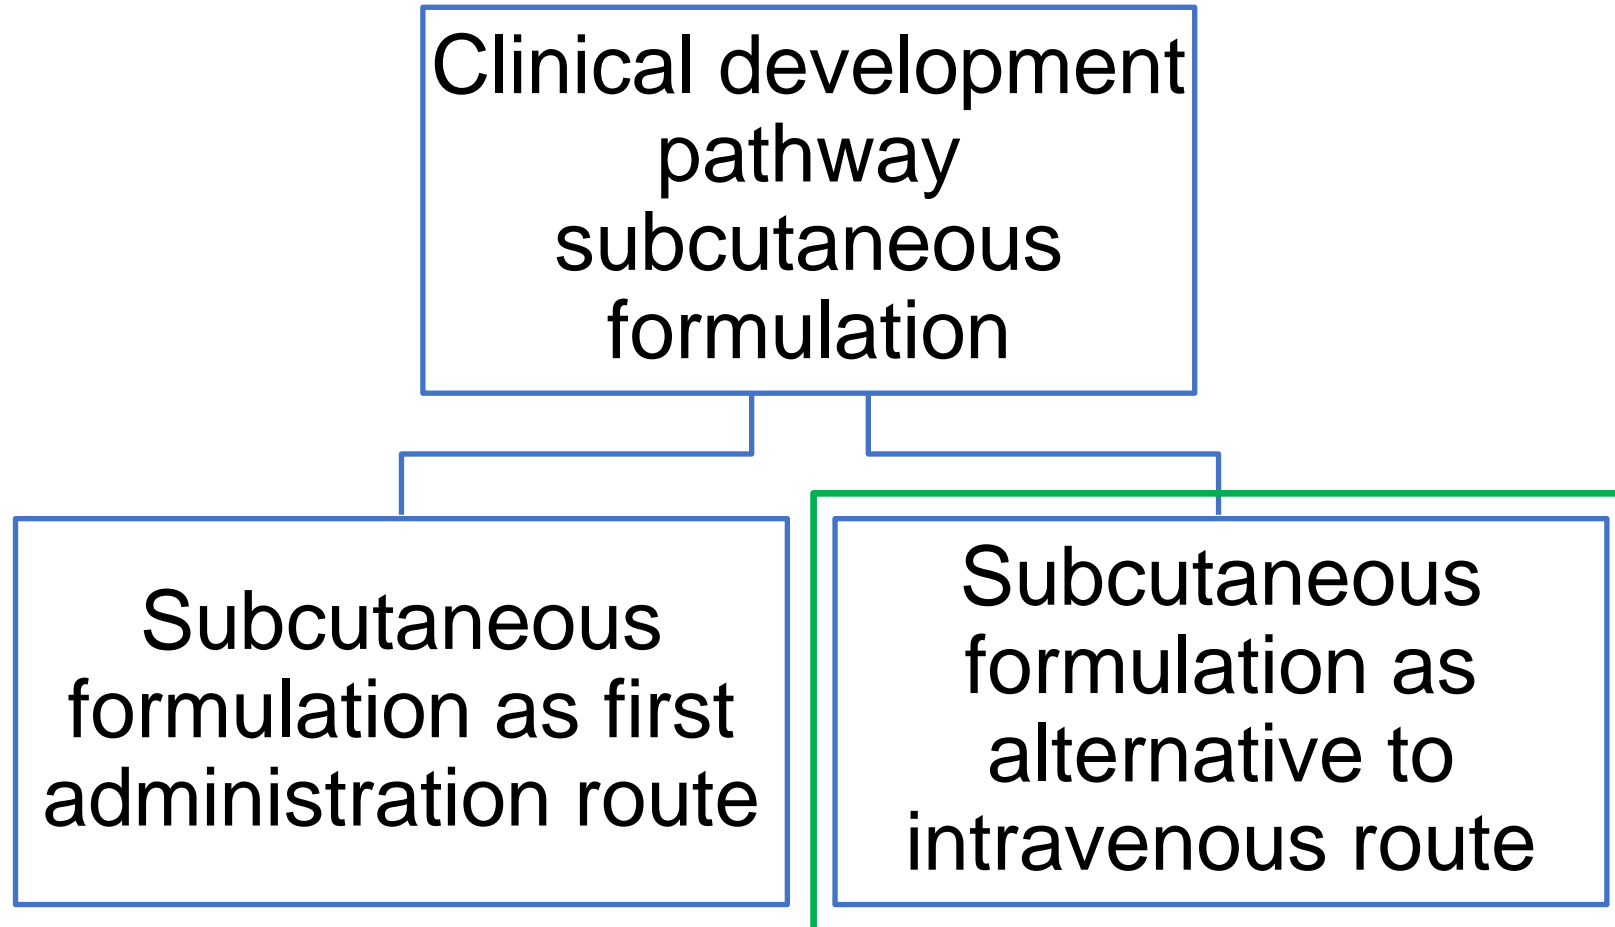 Clinical development
pathway
subcutaneous
formulation
Subcutaneous
formulation as first
administration route
Subcutaneous
formulation as
alternative to
intravenous route